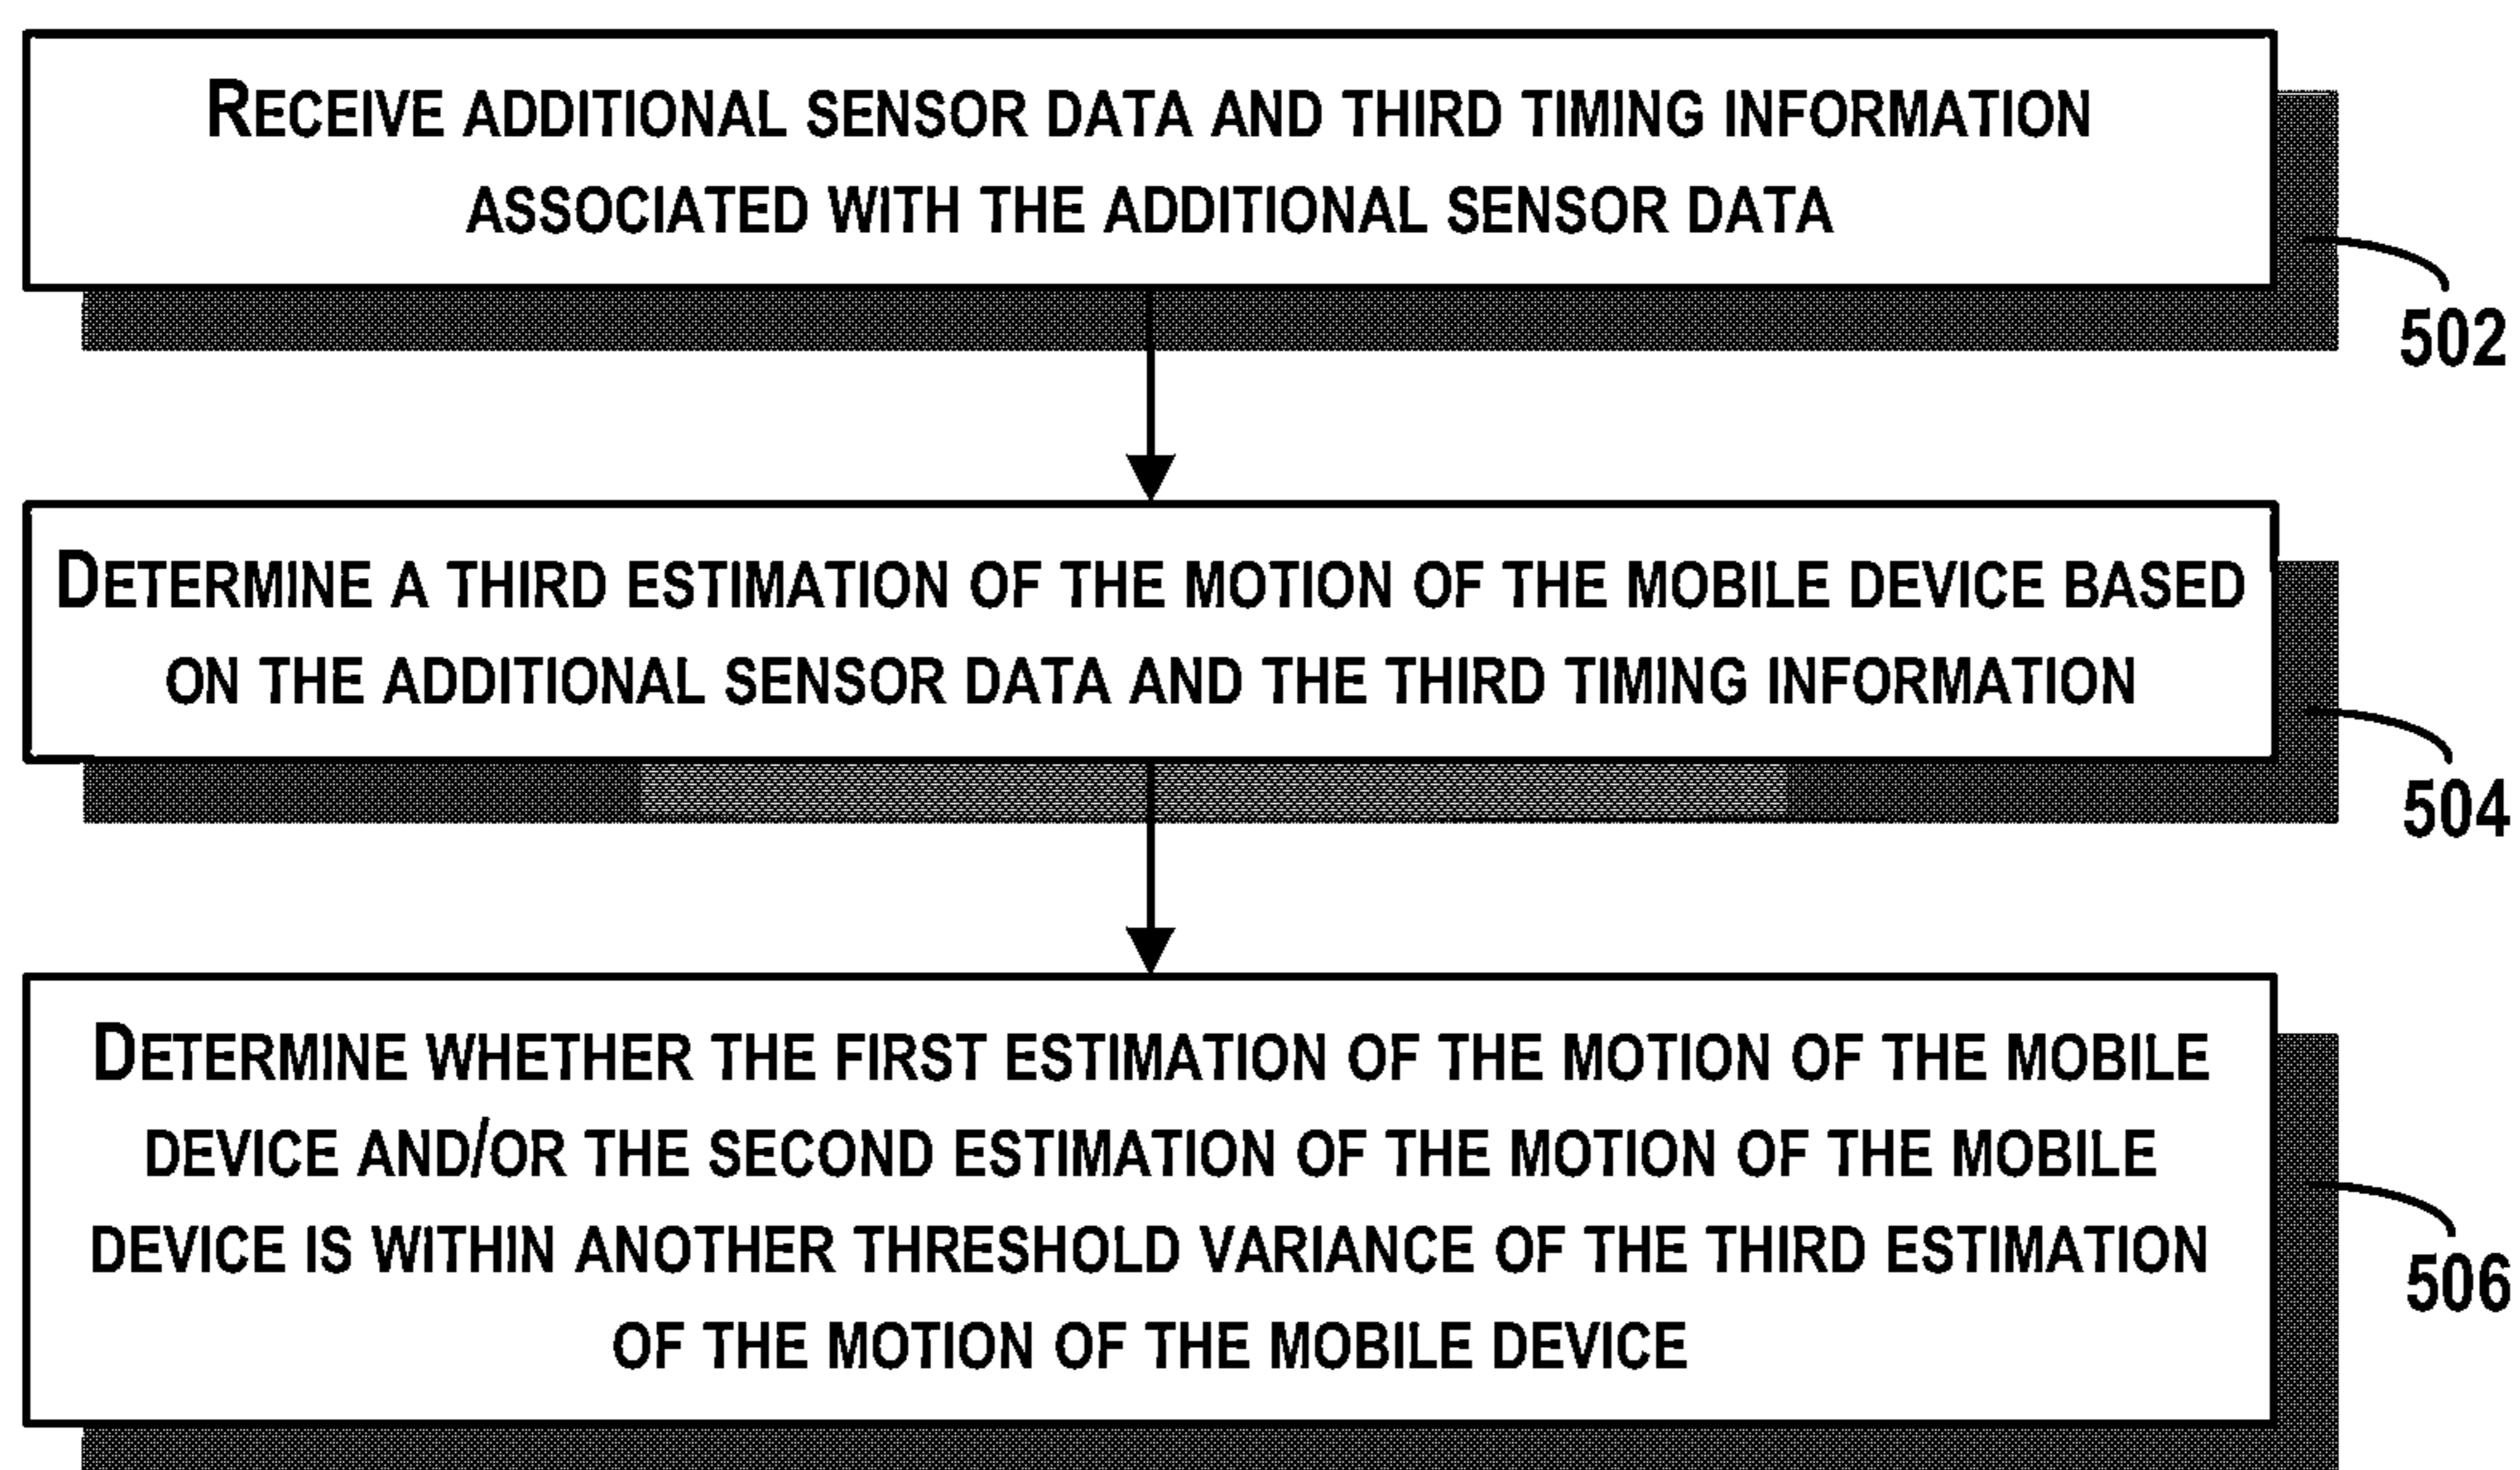 RECEIVE ADDITIONAL SENSOR DATA AND THIRD TIMING INFORMATION
ASSOCIATED WITH THE ADDITIONAL SENSOR DATA
502
DETERMINE A THIRD ESTIMATION OF THE MOTION OF THE MOBILE DEVICE BASED
ON THE ADDITIONAL SENSOR DATA AND THE THIRD TIMING INFORMATION
504
DETERMINE WHETHER THE FIRST ESTIMATION OF THE MOTION OF THE MOBILE
DEVICE AND/OR THE SECOND ESTIMATION OF THE MOTION OF THE MOBILE
DEVICE IS WITHIN ANOTHER THRESHOLD VARIANCE OF THE THIRD ESTIMATION
OF THE MOTION OF THE MOBILE DEVICE
506